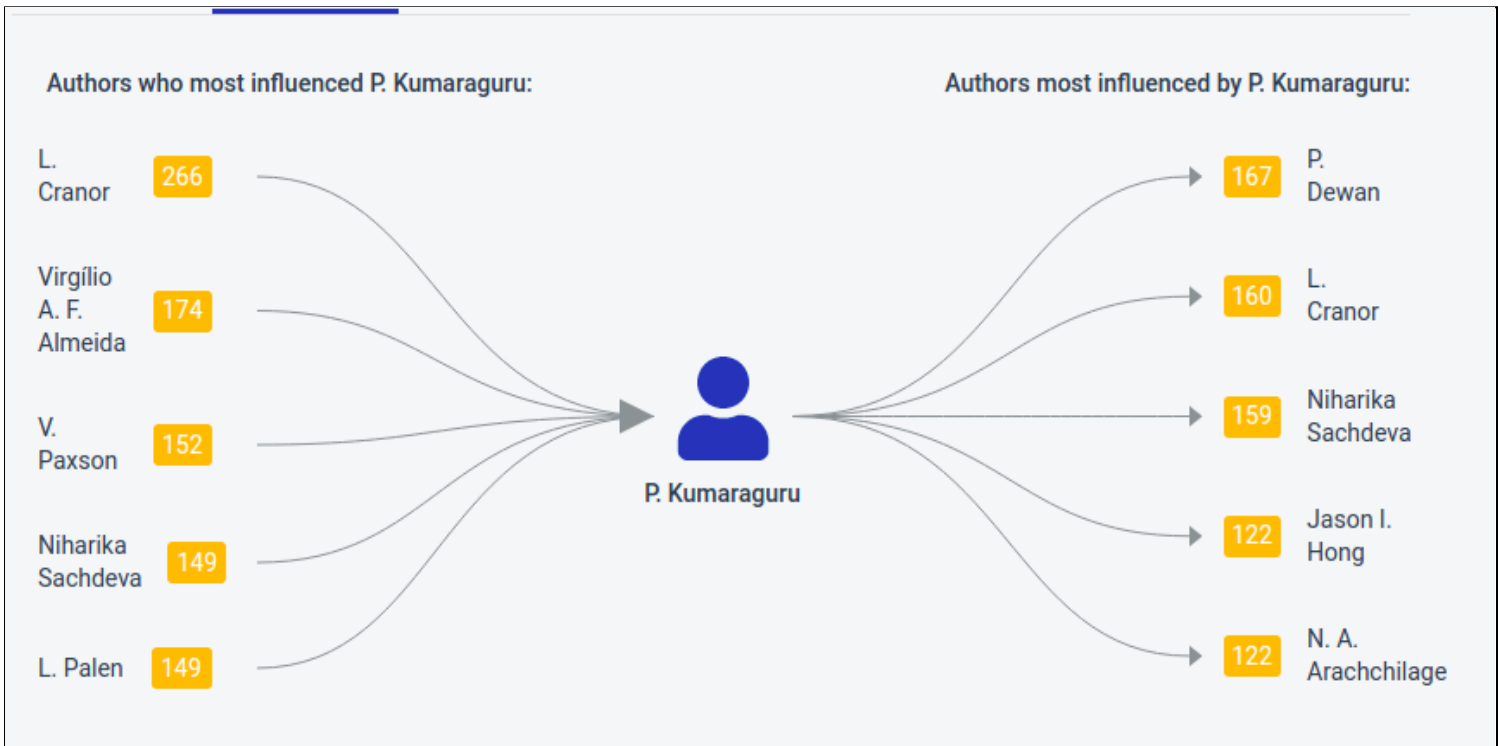 Authors who most influenced P. Kumaraguru:
L.
Cranor
266
Virgílio
A. F.
Almeida
174
V.
Paxson
152
Niharika
Sachdeva
149
L. Palen
149
P. Kumaraguru
Authors most influenced by P. Kumaraguru:
167
P.
Dewan
160
L.
Cranor
159
Niharika
Sachdeva
122
Jason I.
Hong
122
N. A.
Arachchilage